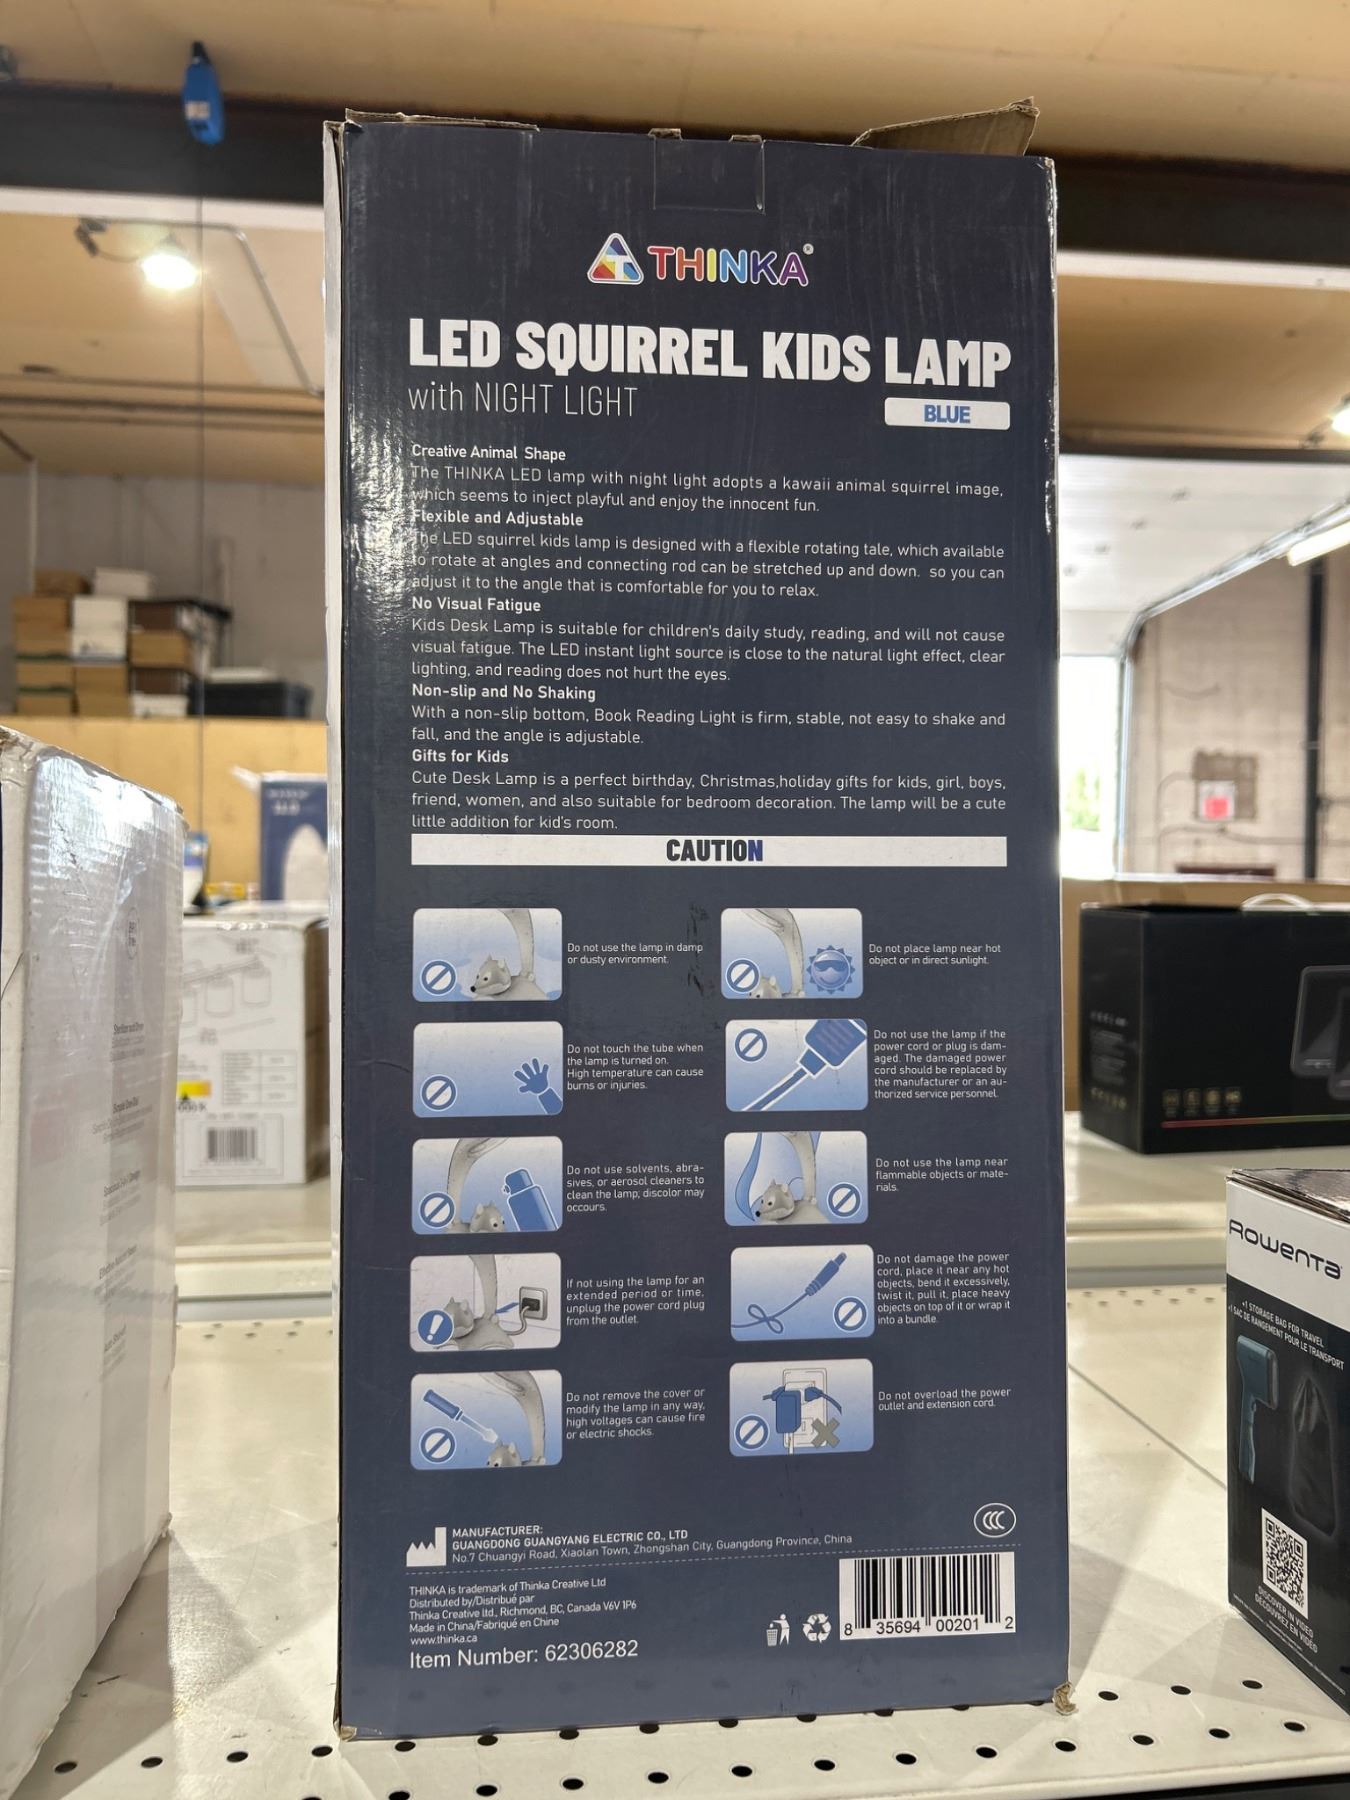 THINKA®
LED SQUIRREL KIDS LAMP
with NIGHT LIGHT
BLUE
Creative Animal Shape
The THINKA LED lamp with night light adopts a kawaii animal squirrel image,
which seems to inject playful and enjoy the innocent fun.
Flexible and Adjustable
The LED squirrel kids lamp is designed with a flexible rotating tale, which available
to rotate at angles and connecting rod can be stretched up and down. so you can
adjust it to the angle that is comfortable for you to relax.
No Visual Fatigue
Kids Desk Lamp is suitable for children's daily study, reading, and will not cause
visual fatigue. The LED instant light source is close to the natural light effect, clear
lighting, and reading does not hurt the eyes.
Non-slip and No Shaking
With a non-slip bottom, Book Reading Light is firm, stable, not easy to shake and
fall, and the angle is adjustable.
Gifts for Kids
Cute Desk Lamp is a perfect birthday, Christmas,holiday gifts for kids, girl, boys,
friend, women, and also suitable for bedroom decoration. The lamp will be a cute
little addition for kid's room.
CAUTION
Do not use the lamp in damp
or dusty environment.
Do not place lamp near hot
object or in direct sunlight.
Do not touch the tube when
the lamp is turned on.
High temperature can cause
burns or injuries.
Do not use the lamp if the
power cord or plug is dam-
aged. The damaged power
cord should be replaced by
the manufacturer or an au-
thorized service personnel.
Do not use solvents, abra-
sives, or aerosol cleaners to
clean the lamp; discolor may
occours.
Do not use the lamp near
flammable objects or mate-
rials.
If not using the lamp for an
extended period or time,
unplug the power cord plug
from the outlet.
Do not damage the power
cord, place it near any hot
objects, bend it excessively,
twist it, pull it, place heavy
objects on top of it or wrap it
into a bundle.
Do not remove the cover or
modify the lamp in any way,
high voltages can cause fire
or electric shocks.
Do not overload the power
outlet and extension cord.
MANUFACTURER:
GUANGDONG GUANGYANG ELECTRIC CO., LTD
No.7 Chuangyi Road, Xiaolan Town, Zhongshan City, Guangdong Province, China
CCC
THINKA is trademark of Thinka Creative Ltd
Distributed by/Distribué par
Thinka Creative ltd., Richmond, BC, Canada V6V 1P6
Made in China/Fabriqué en Chine
www.thinka.ca
Item Number: 62306282
8 35694 00201 2
Rowenta
+1 STORAGE BAG FOR TRAVEL
+1 SAC DE RANGEMENT POUR LE TRANSPORT
DISCOVER IN VIDEO
DÉCOUVREZ EN VIDÉO